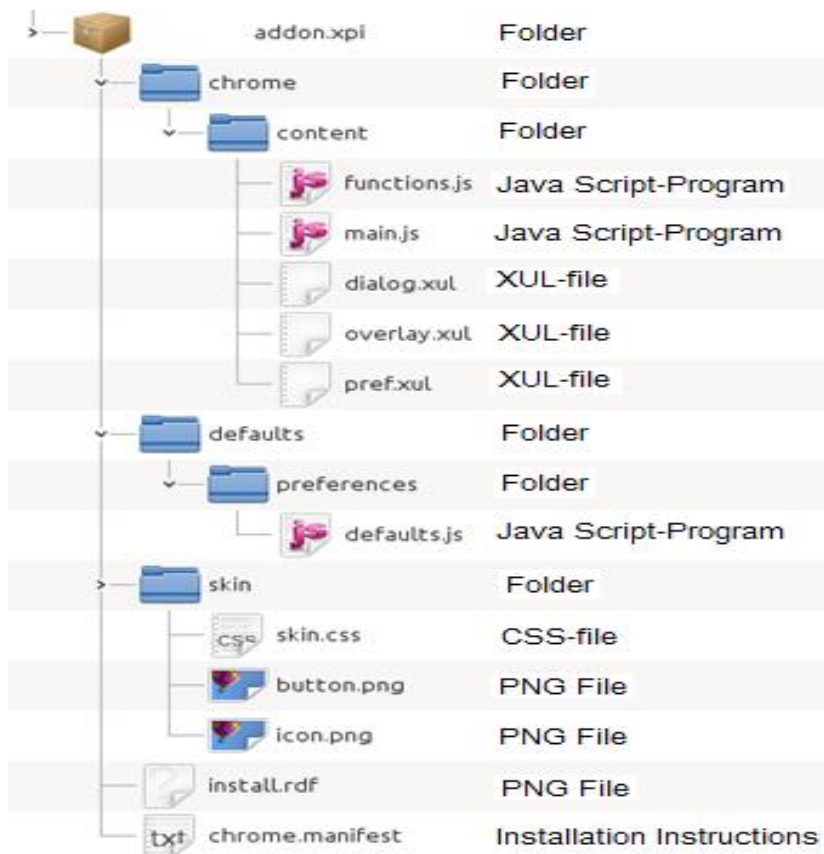 addon.xpi Folder
chrome Folder
content Folder
functions.js Java Script-Program
main.js Java Script-Program
dialog.xul XUL-file
overlay.xul XUL-file
pref.xul XUL-file
defaults Folder
preferences Folder
defaults.js Java Script-Program
skin Folder
CSS skin.css CSS-file
button.png PNG File
icon.png PNG File
install.rdf PNG File
txt chrome.manifest Installation Instructions